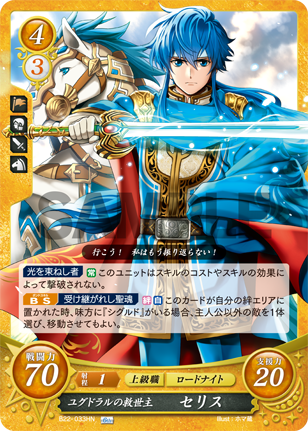 4
3
SAMPLE
行こう! 私はもう振り返らない!
光を束ねし者 常 このユニットはスキルのコストやスキルの効果に
よって撃破されない。
B S 受け継がれし聖魂 絆 自 このカードが自分の絆エリアに
置かれた時、味方に『シグルド』がいる場合、主人公以外の敵を1体
選び、移動させてもよい。
戦闘力 70
射程 1 上級職 ロードナイト
支援力 20
ユグドラルの救世主 セリス
B22-033HN